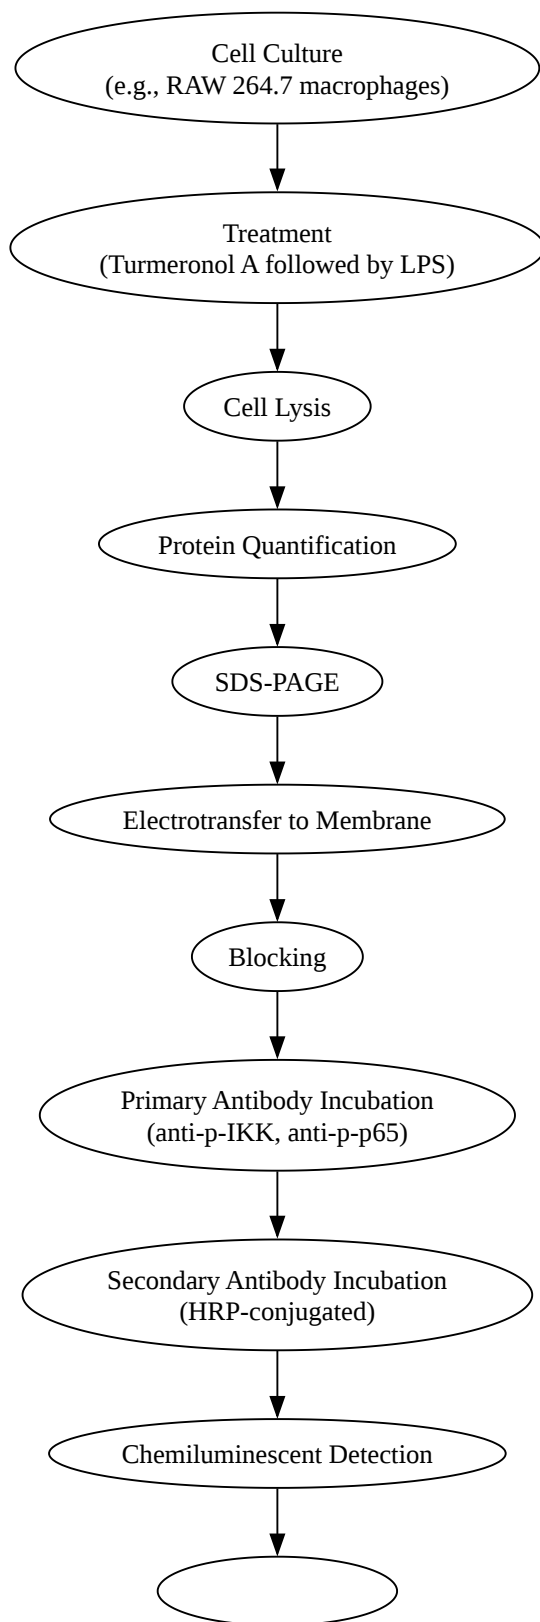 Cell Culture
(e.g., RAW 264.7 macrophages)
Treatment
(Turmeronol A followed by LPS)
Cell Lysis
Protein Quantification
SDS-PAGE
Electrotransfer to Membrane
Blocking
Primary Antibody Incubation
(anti-p-IKK, anti-p-p65)
Secondary Antibody Incubation
(HRP-conjugated)
Chemiluminescent Detection